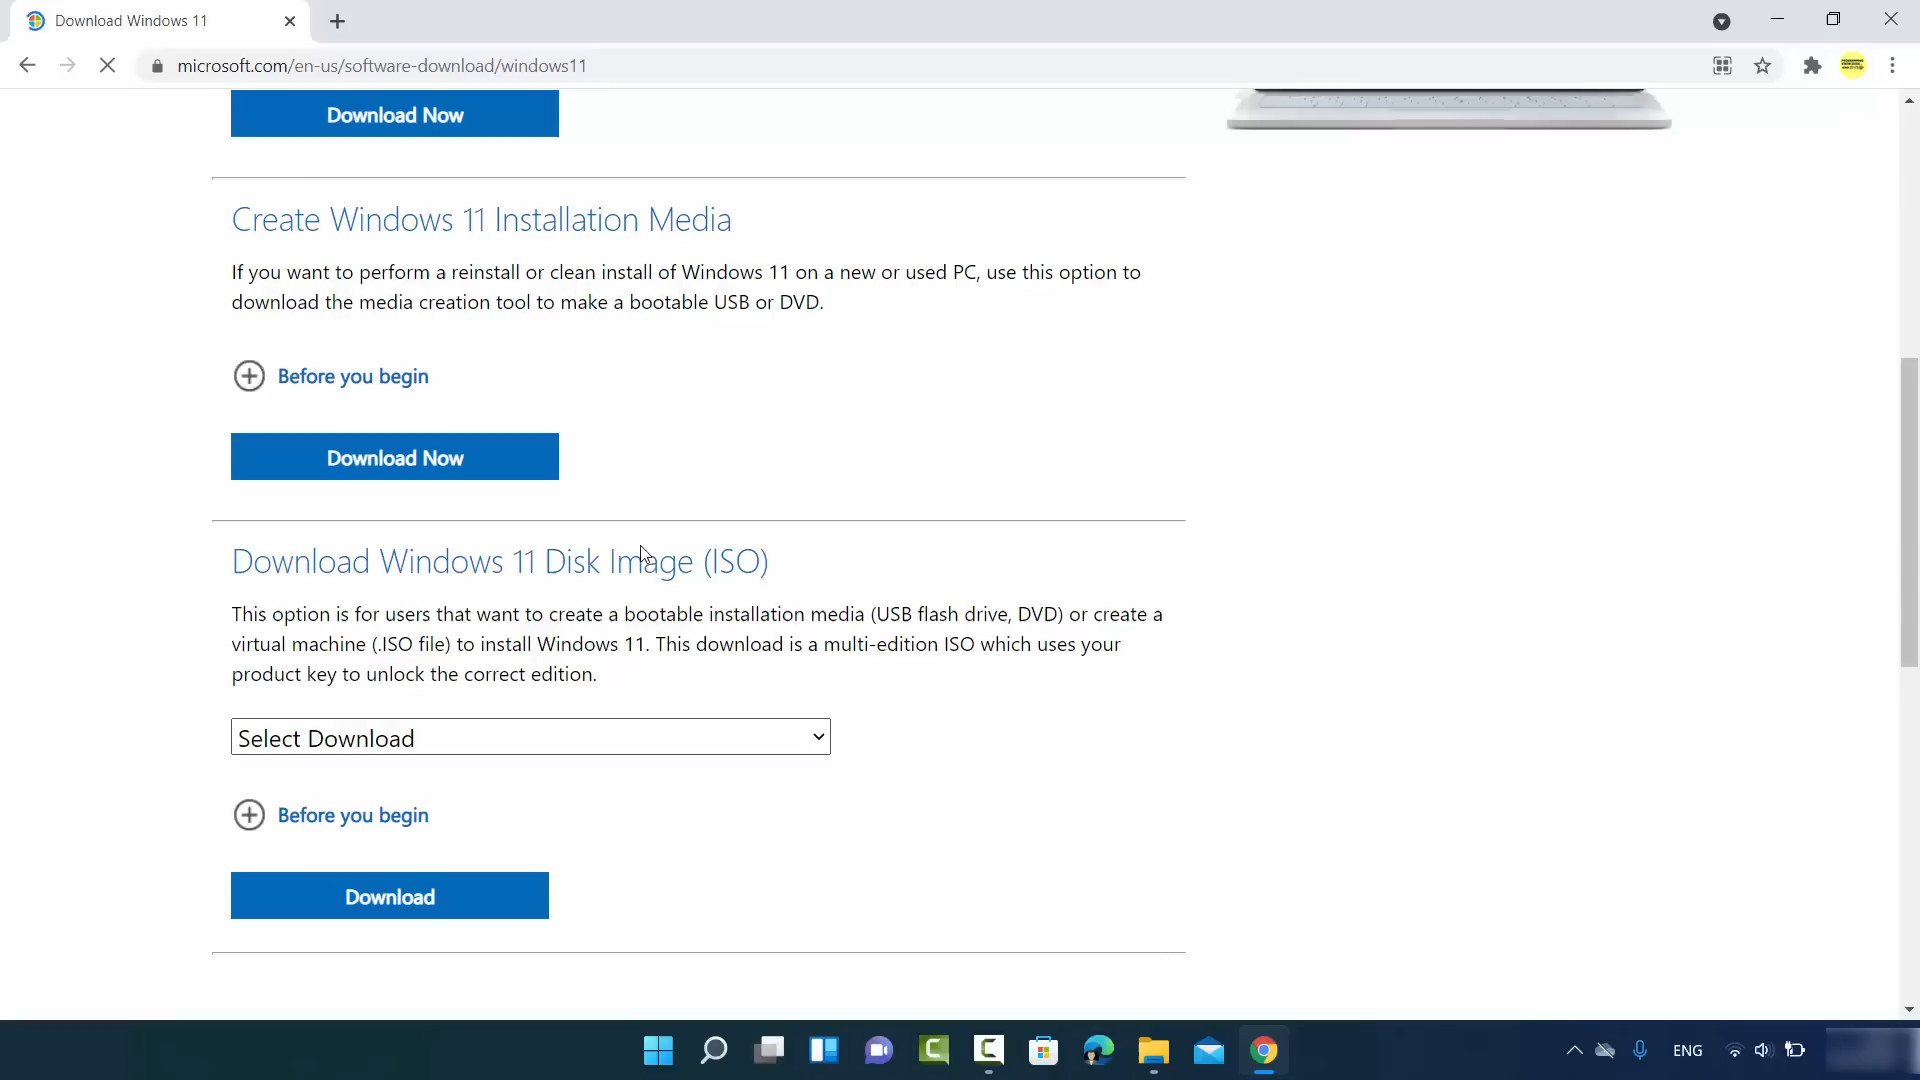 Download Windows 11
microsoft.com/en-us/software-download/windows11
Download Now
Create Windows 11 Installation Media
If you want to perform a reinstall or clean install of Windows 11 on a new or used PC, use this option to
download the media creation tool to make a bootable USB or DVD.
Before you begin
Download Now
Download Windows 11 Disk Image (ISO)
This option is for users that want to create a bootable installation media (USB flash drive, DVD) or create a
virtual machine (.ISO file) to install Windows 11. This download is a multi-edition ISO which uses your
product key to unlock the correct edition.
Select Download
Before you begin
Download
ENG